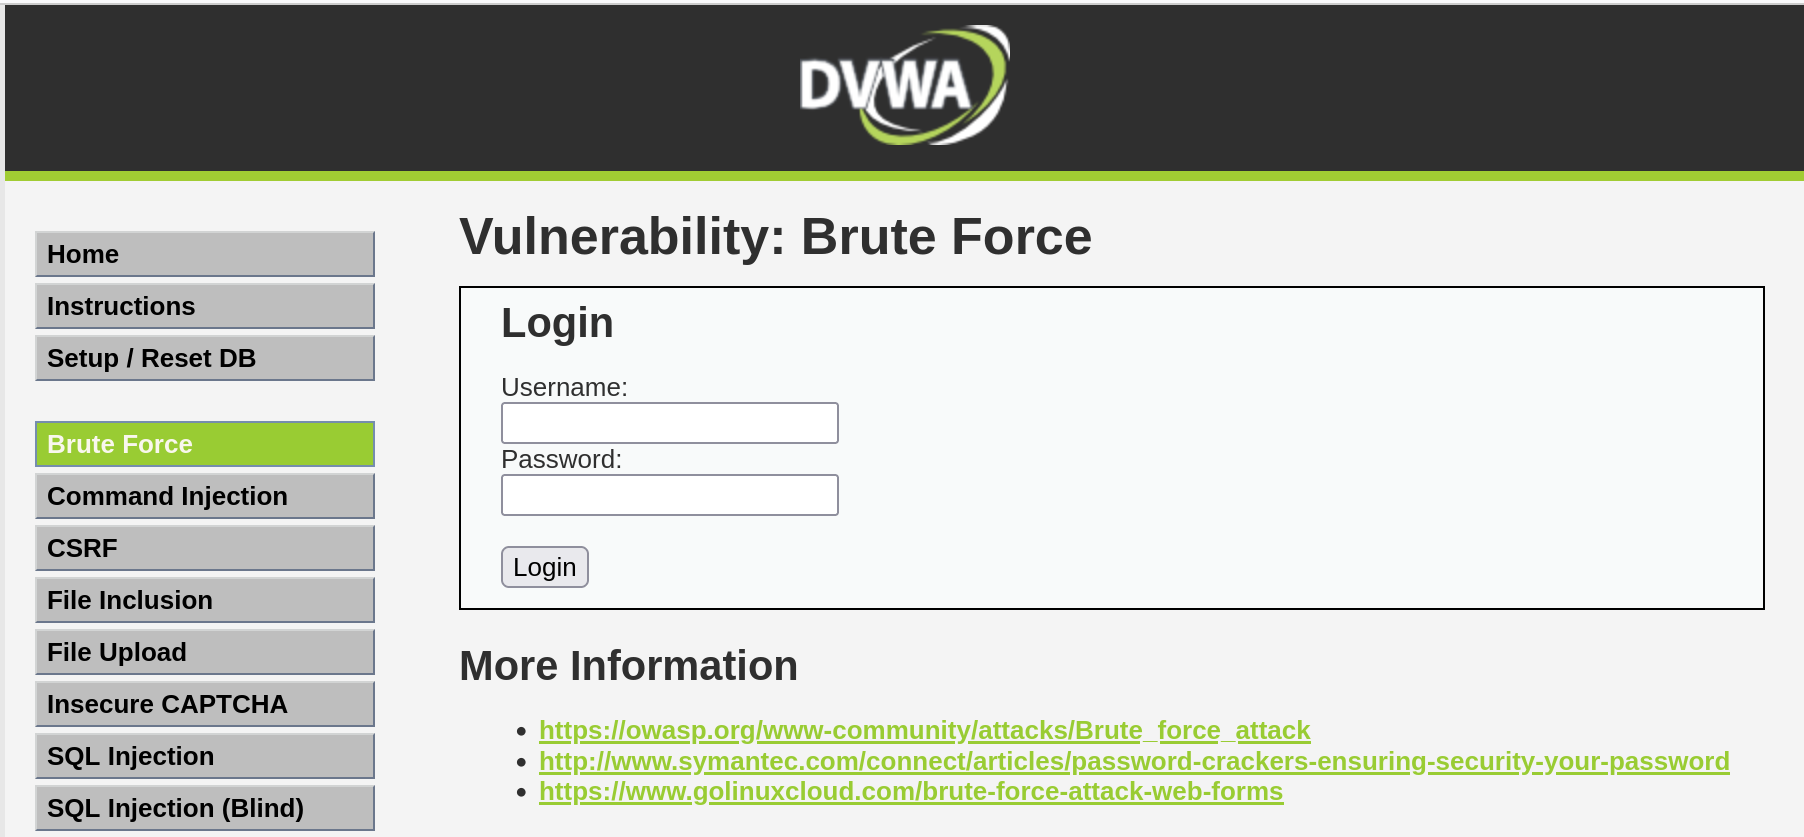 DVWA
Home
Instructions
Setup / Reset DB
Brute Force
Command Injection
CSRF
File Inclusion
File Upload
Insecure CAPTCHA
SQL Injection
SQL Injection (Blind)
Vulnerability: Brute Force
Login
Username:
Password:
Login
More Information
https://owasp.org/www-community/attacks/Brute_force_attack
http://www.symantec.com/connect/articles/password-crackers-ensuring-security-your-password
https://www.golinuxcloud.com/brute-force-attack-web-forms